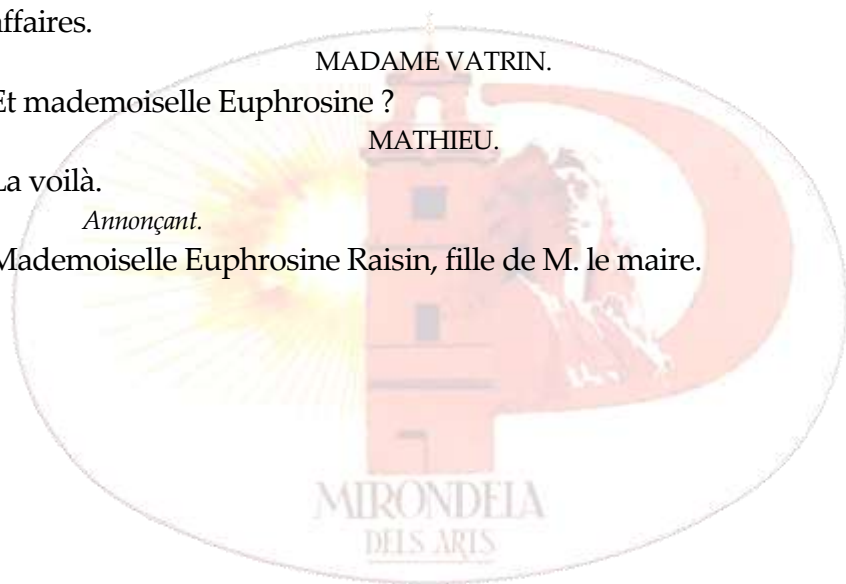 affaires.
MADAME VATRIN.
Et mademoiselle Euphrosine ?
MATHIEU.
La voilà.
Annonçant.
Mademoiselle Euphrosine Raisin, fille de M. le maire.
MIRONDELA
DELS ARTS